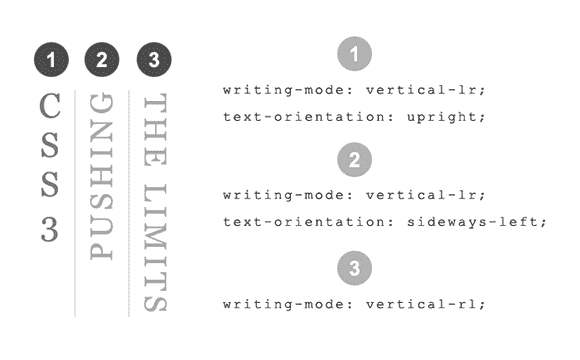 1
CSS3
2
PUSHING
3
THE LIMITS
1
writing-mode: vertical-lr;
text-orientation: upright;
2
writing-mode: vertical-lr;
text-orientation: sideways-left;
3
writing-mode: vertical-rl;